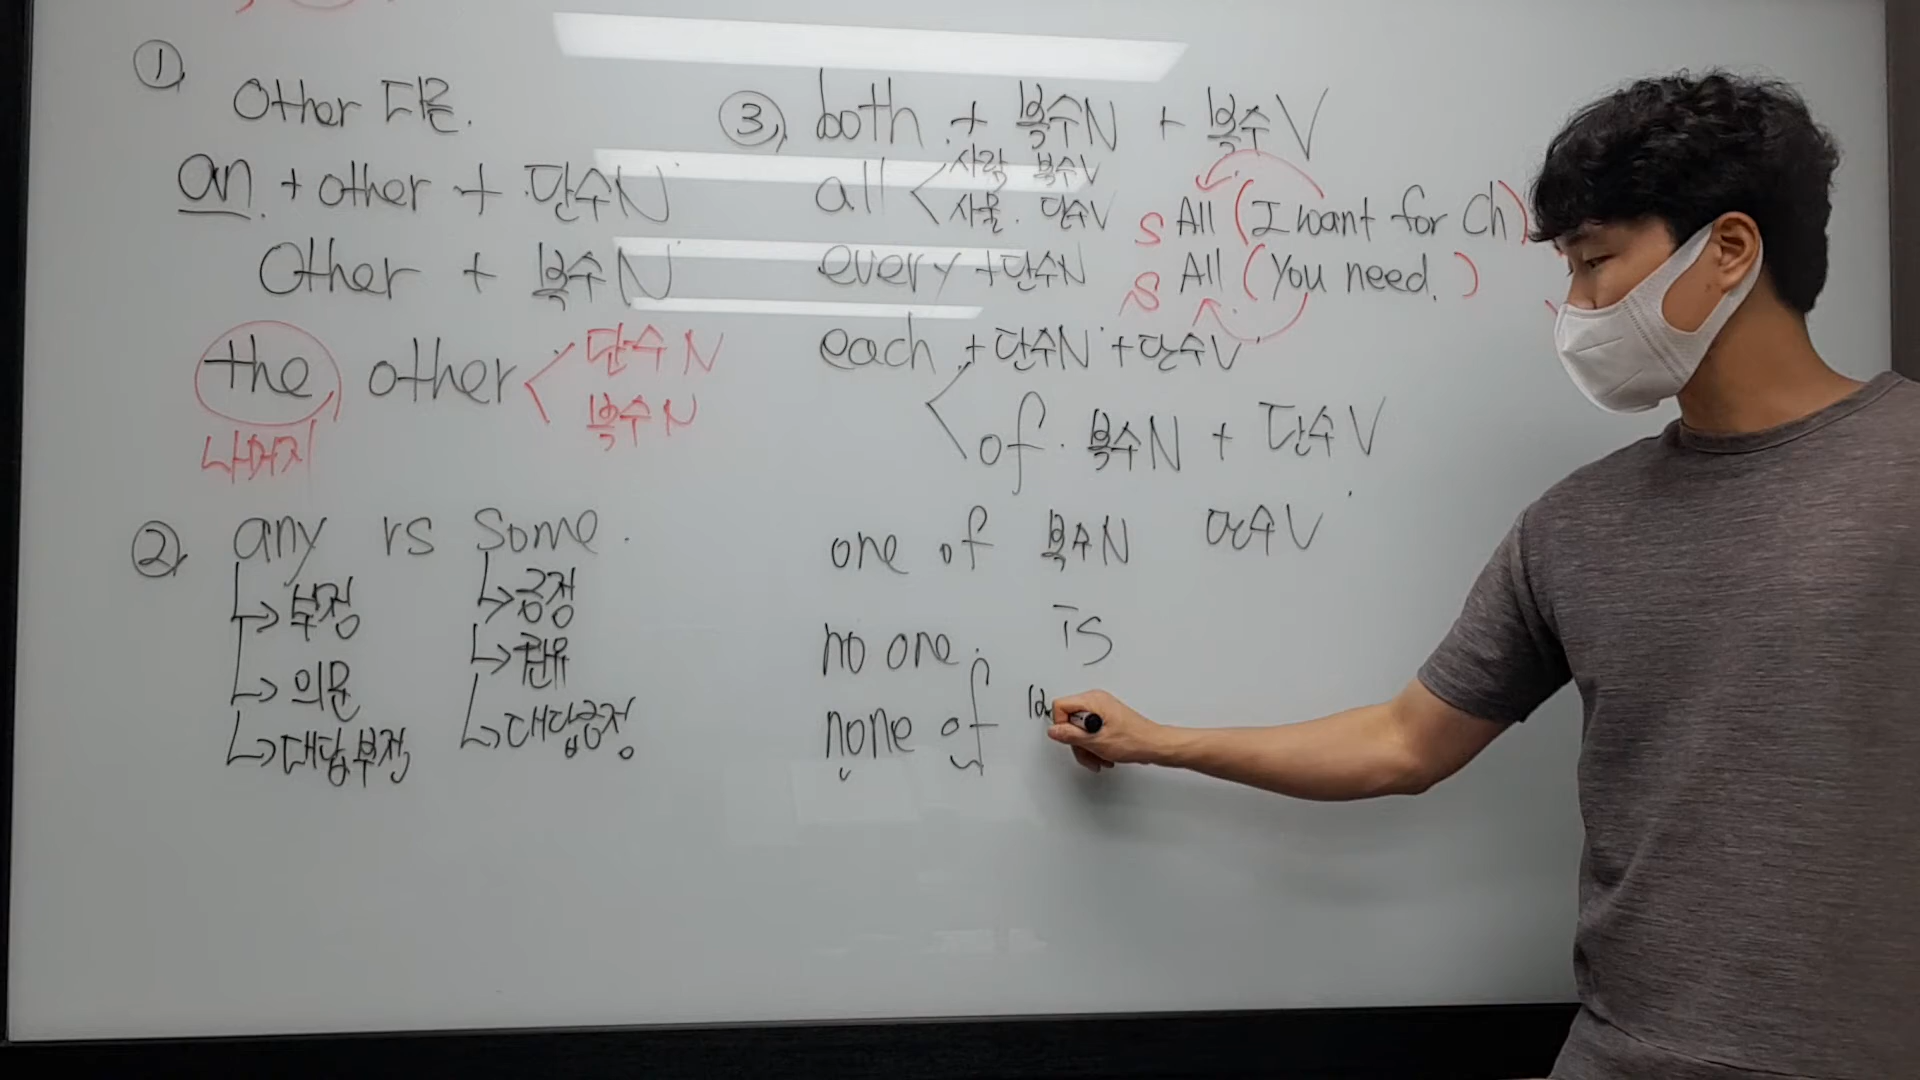 ① Other 다른.
an + other + 단수N
Other + 복수N
the other < 단수N
복수N
나머지
② any vs some.
↳ 부정
↳ 의문
↳ 대답부정
↳ 긍정
↳ 권유
↳ 대답긍정
③ both + 복수N + 복수V
all < 사람 복수V
사물. 단수V
S All (I want for Ch)
every + 단수N
S All (You need.)
each + 단수N + 단수V
of 복수N + 단수V
one of 복수N 단수V
no one. is
none of